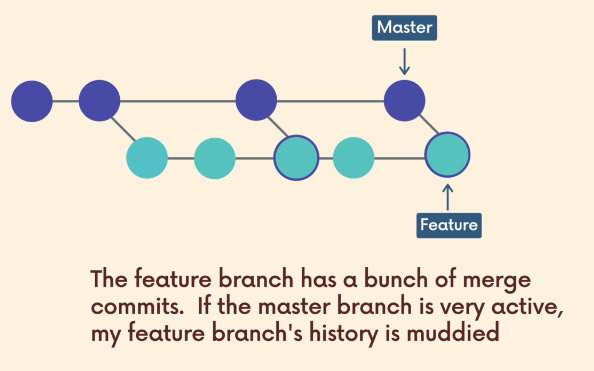 Master
Feature
The feature branch has a bunch of merge
commits.  If the master branch is very active,
my feature branch's history is muddied